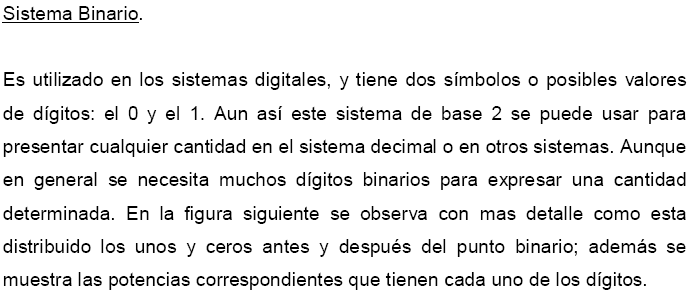 Sistema Binario.
Es utilizado en los sistemas digitales, y tiene dos símbolos o posibles valores
de dígitos: el 0 y el 1. Aun así este sistema de base 2 se puede usar para
presentar cualquier cantidad en el sistema decimal o en otros sistemas. Aunque
en general se necesita muchos dígitos binarios para expresar una cantidad
determinada. En la figura siguiente se observa con mas detalle como esta
distribuido los unos y ceros antes y después del punto binario; además se
muestra las potencias correspondientes que tienen cada uno de los dígitos.